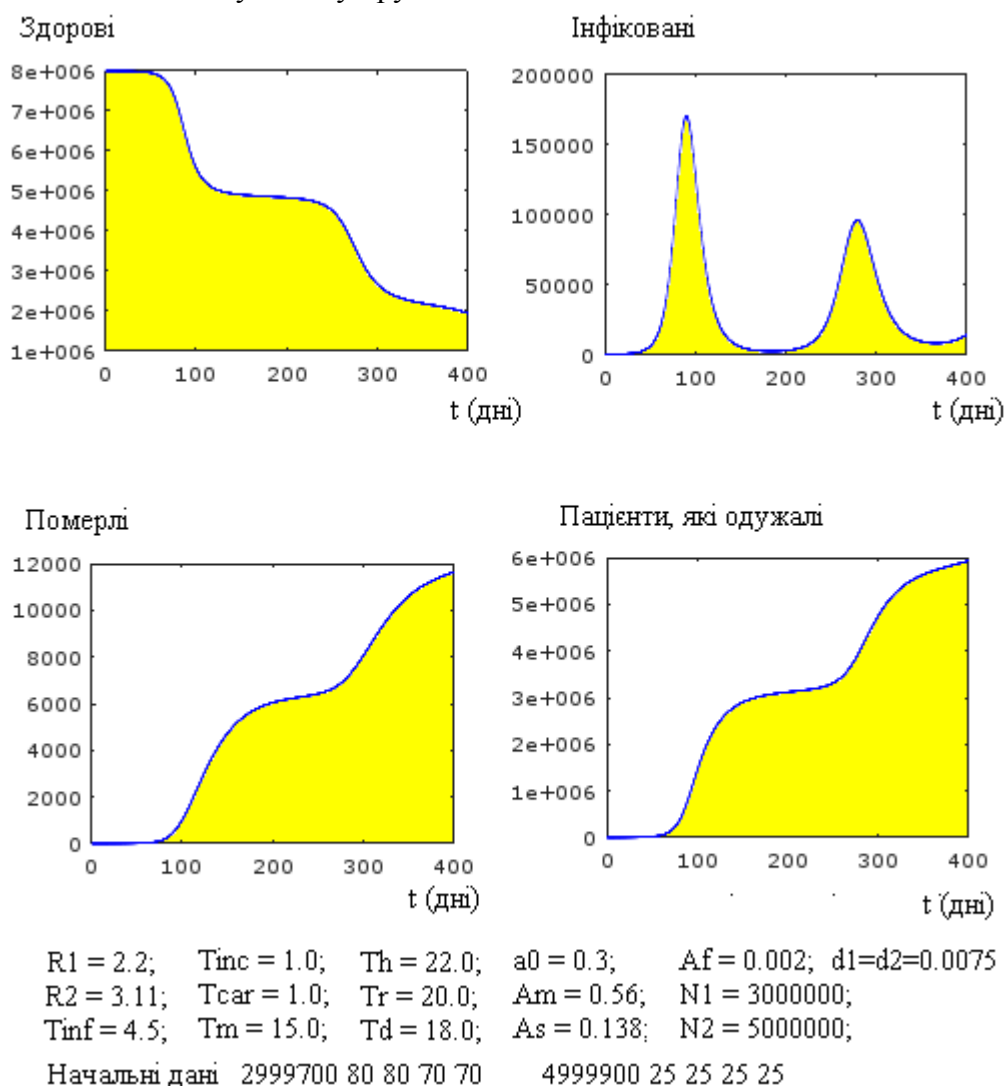 Здорові
Інфіковані
8e+006
7e+006
6e+006
5e+006
4e+006
3e+006
2e+006
1e+006
0 100 200 300 400
t (дні)
200000
150000
100000
50000
0
0 100 200 300 400
t (дні)
Померлі
Пацієнти, які одужалі
12000
10000
8000
6000
4000
2000
0
0 100 200 300 400
t (дні)
6e+006
5e+006
4e+006
3e+006
2e+006
1e+006
0
0 100 200 300 400
t (дні)
R1 = 2.2; Tinc = 1.0; Th = 22.0; a0 = 0.3; Af = 0.002; d1=d2=0.0075
R2 = 3.11; Tcar = 1.0; Tr = 20.0; Am = 0.56; N1 = 3000000;
Tinf = 4.5; Tm = 15.0; Td = 18.0; As = 0.138; N2 = 5000000;
Начальні дані 2999700 80 80 70 70 4999900 25 25 25 25